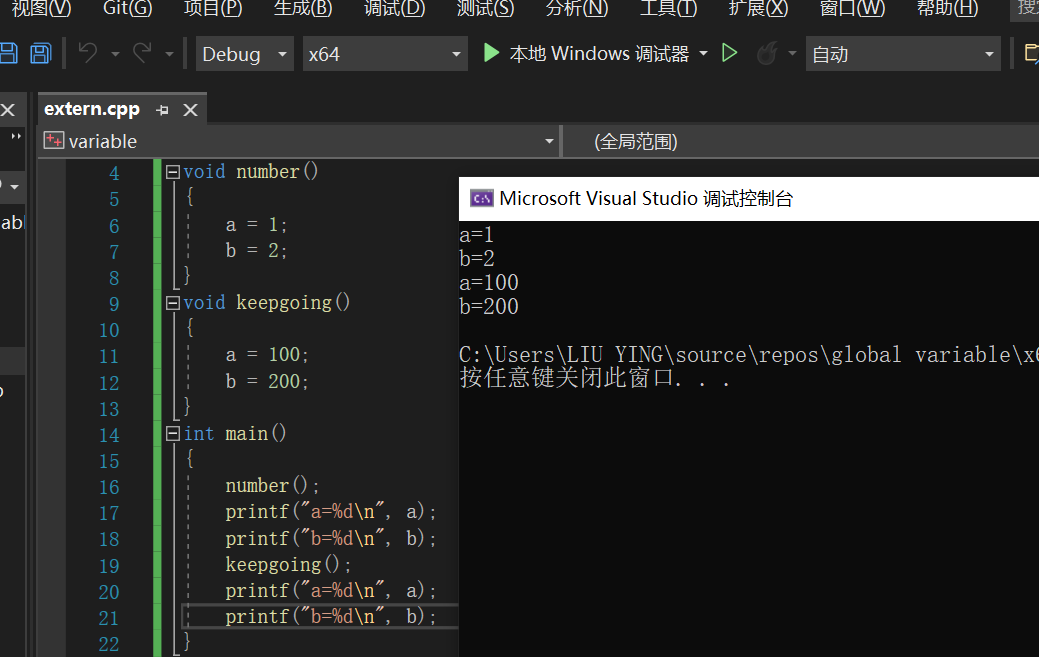 视图(V) Git(G) 项目(P) 生成(B) 调试(D) 测试(S) 分析(N) 工具(T) 扩展(X) 窗口(W) 帮助(H)
Debug x64 本地 Windows 调试器 自动
extern.cpp
variable (全局范围)
4 void number()
5 {
6 a = 1;
7 b = 2;
8 }
9 void keepgoing()
10 {
11 a = 100;
12 b = 200;
13 }
14 int main()
15 {
16 number();
17 printf("a=%d\n", a);
18 printf("b=%d\n", b);
19 keepgoing();
20 printf("a=%d\n", a);
21 printf("b=%d\n", b);
22 }
Microsoft Visual Studio 调试控制台
a=1
b=2
a=100
b=200
C:\Users\LIU YING\source\repos\global variable\x6
按任意键关闭此窗口. . .